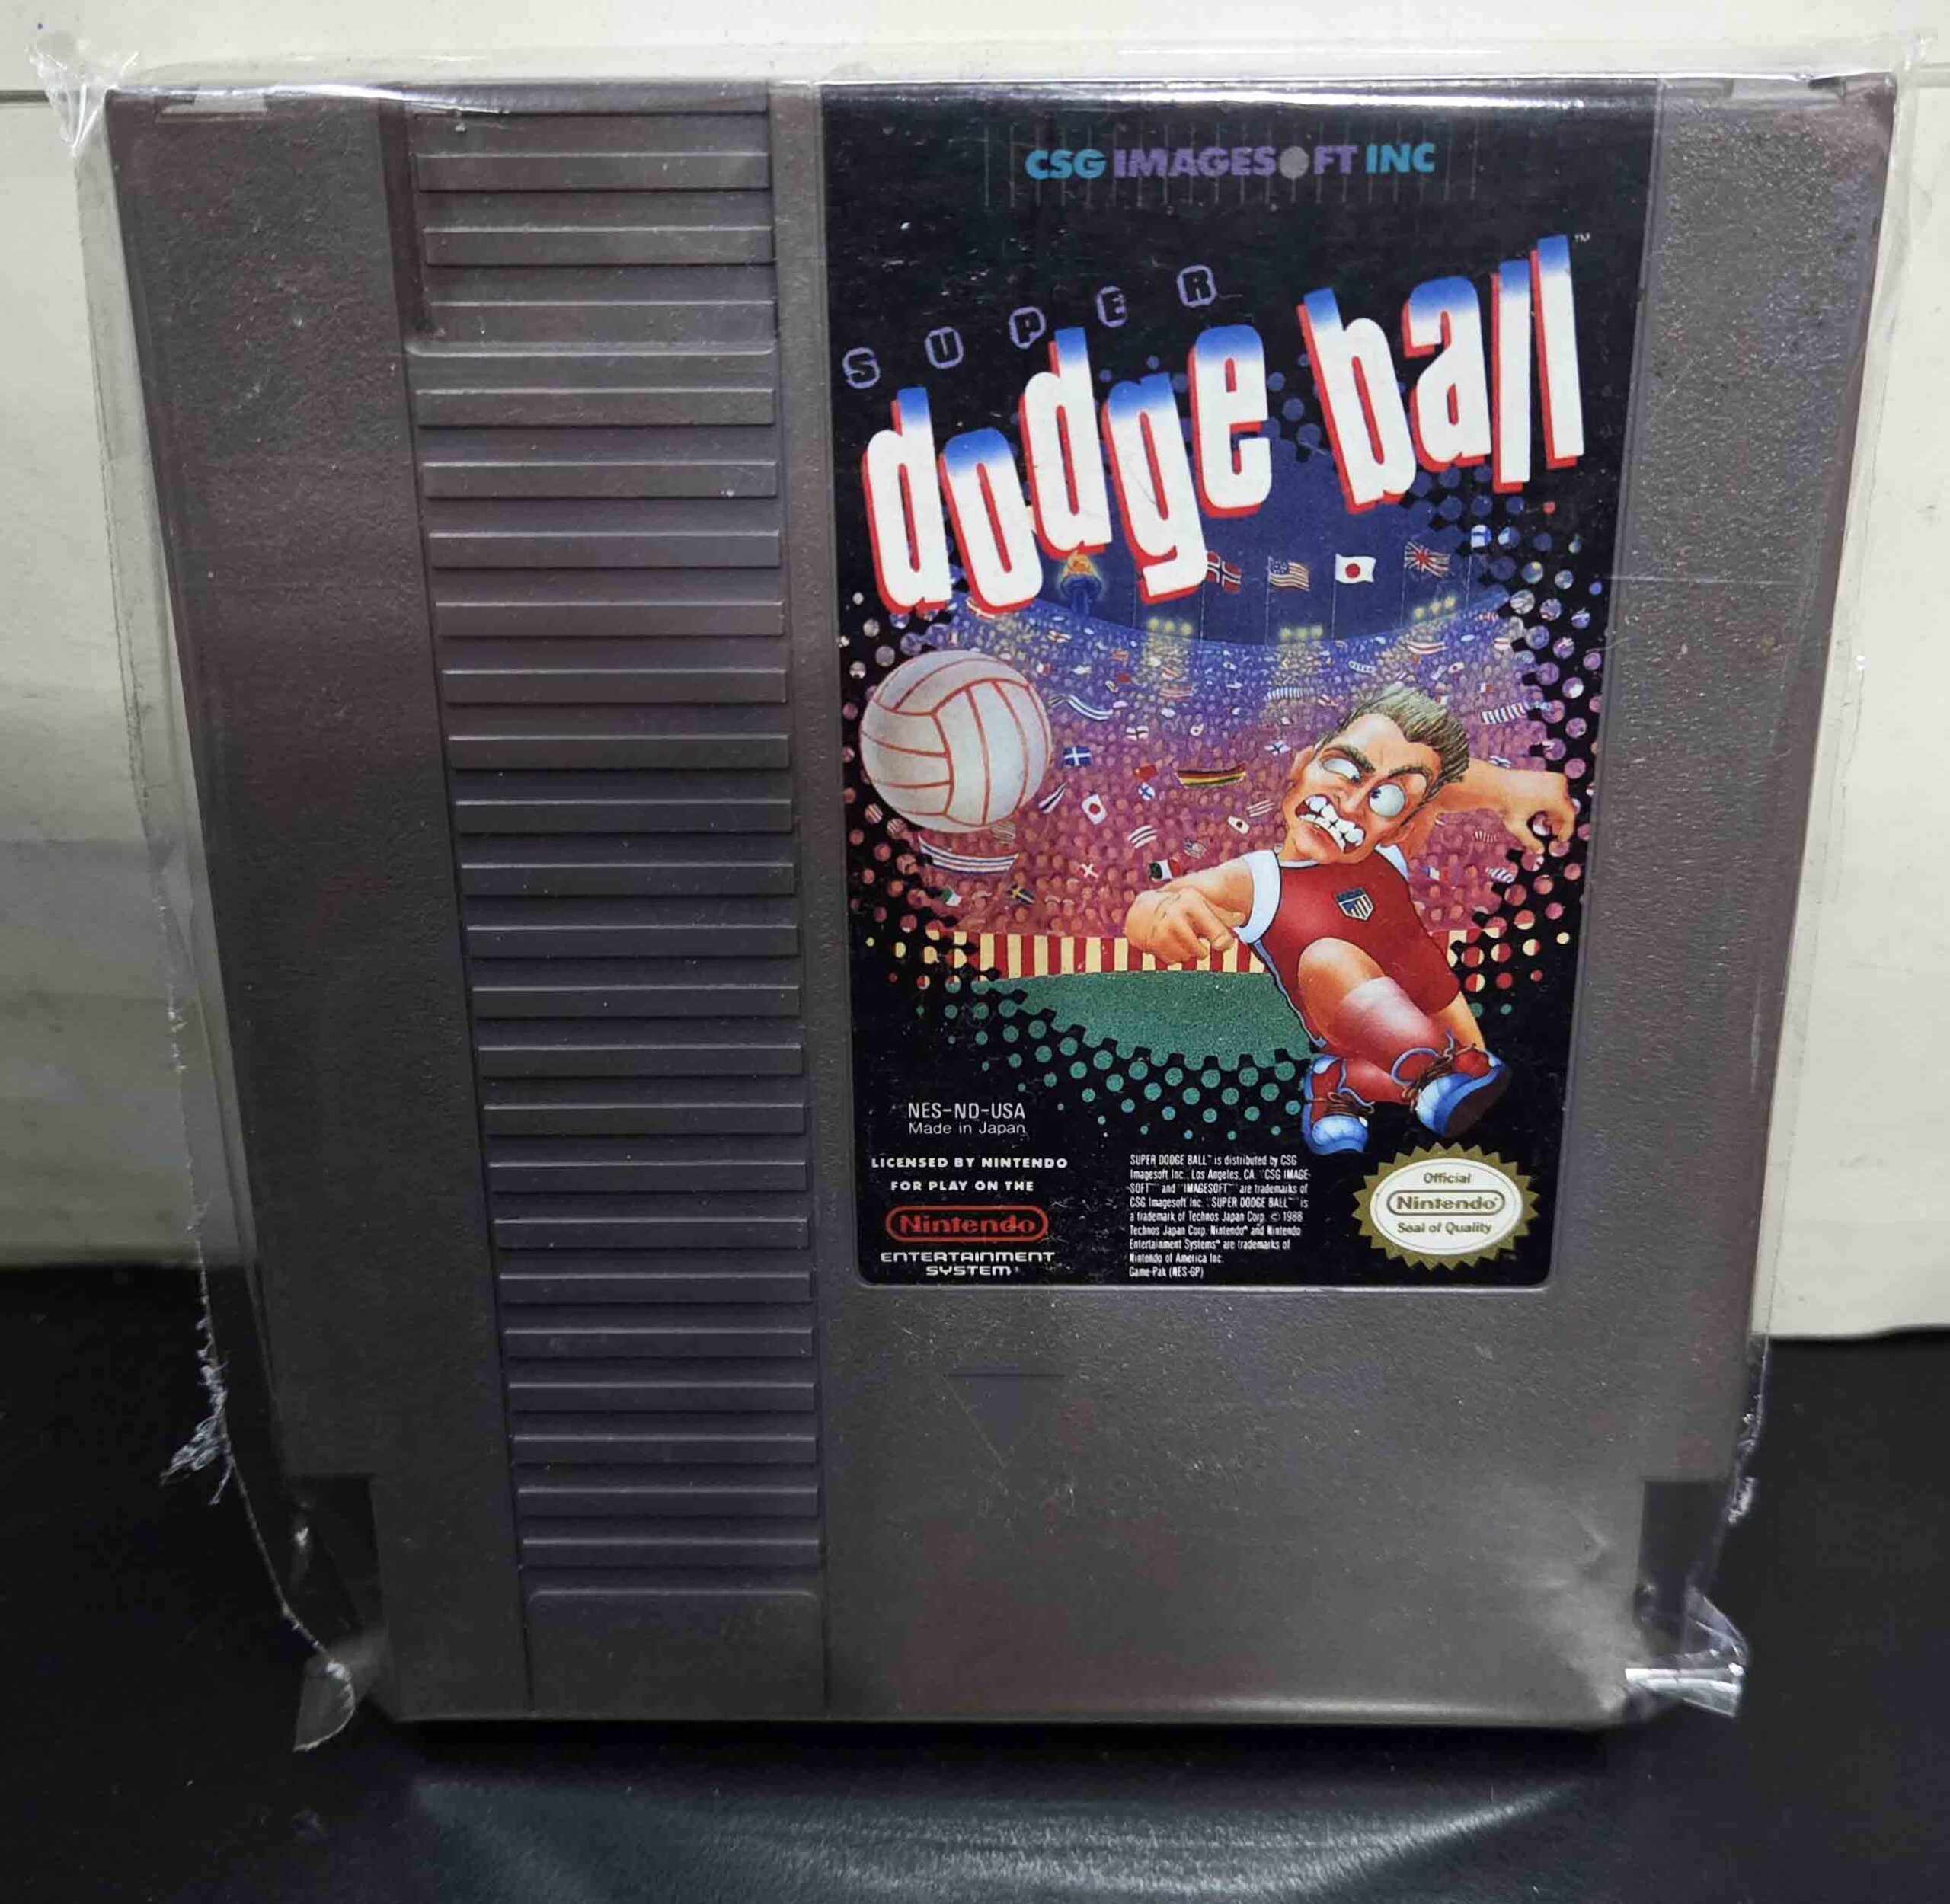 CSG IMAGESOFT INC
SUPER
dodge ball™
NES-ND-USA
Made in Japan
LICENSED BY NINTENDO
FOR PLAY ON THE
Nintendo
ENTERTAINMENT
SYSTEM®
SUPER DODGE BALL™ is distributed by CSG
Imagesoft Inc., Los Angeles, CA. "CSG IMAGE-
SOFT™ and "IMAGESOFT™ are trademarks of
CSG Imagesoft Inc. "SUPER DODGE BALL™ is
a trademark of Technos Japan Corp. © 1988
Technos Japan Corp. Nintendo® and Nintendo
Entertainment Systems® are trademarks of
Nintendo of America Inc.
Game-Pak (NES-GP)
Official
Nintendo®
Seal of Quality